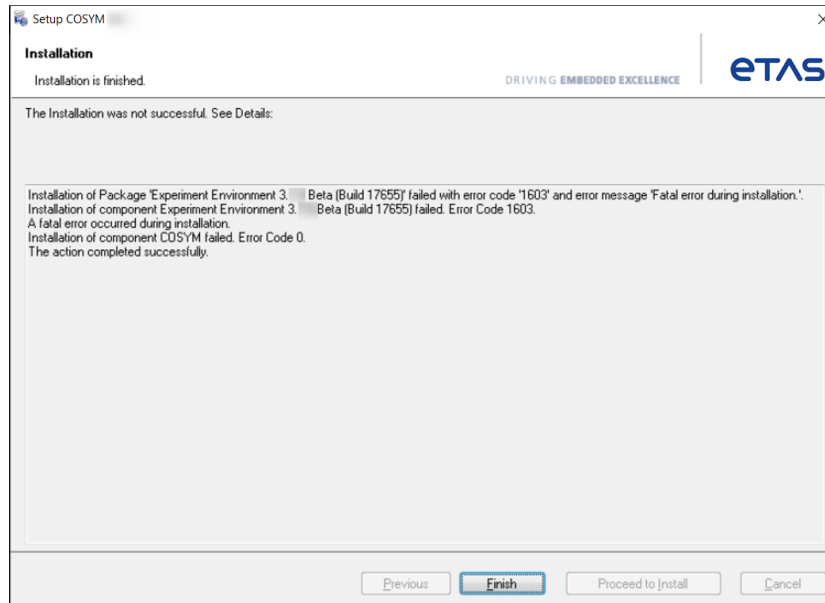 Setup COSYM
Installation
Installation is finished.
DRIVING EMBEDDED EXCELLENCE
eTAS
The Installation was not successful. See Details:
Installation of Package 'Experiment Environment 3. Beta (Build 17655)' failed with error code '1603' and error message 'Fatal error during installation.'.
Installation of component Experiment Environment 3. Beta (Build 17655) failed. Error Code 1603.
A fatal error occurred during installation.
Installation of component COSYM failed. Error Code 0.
The action completed successfully.
Previous
Finish
Proceed to Install
Cancel